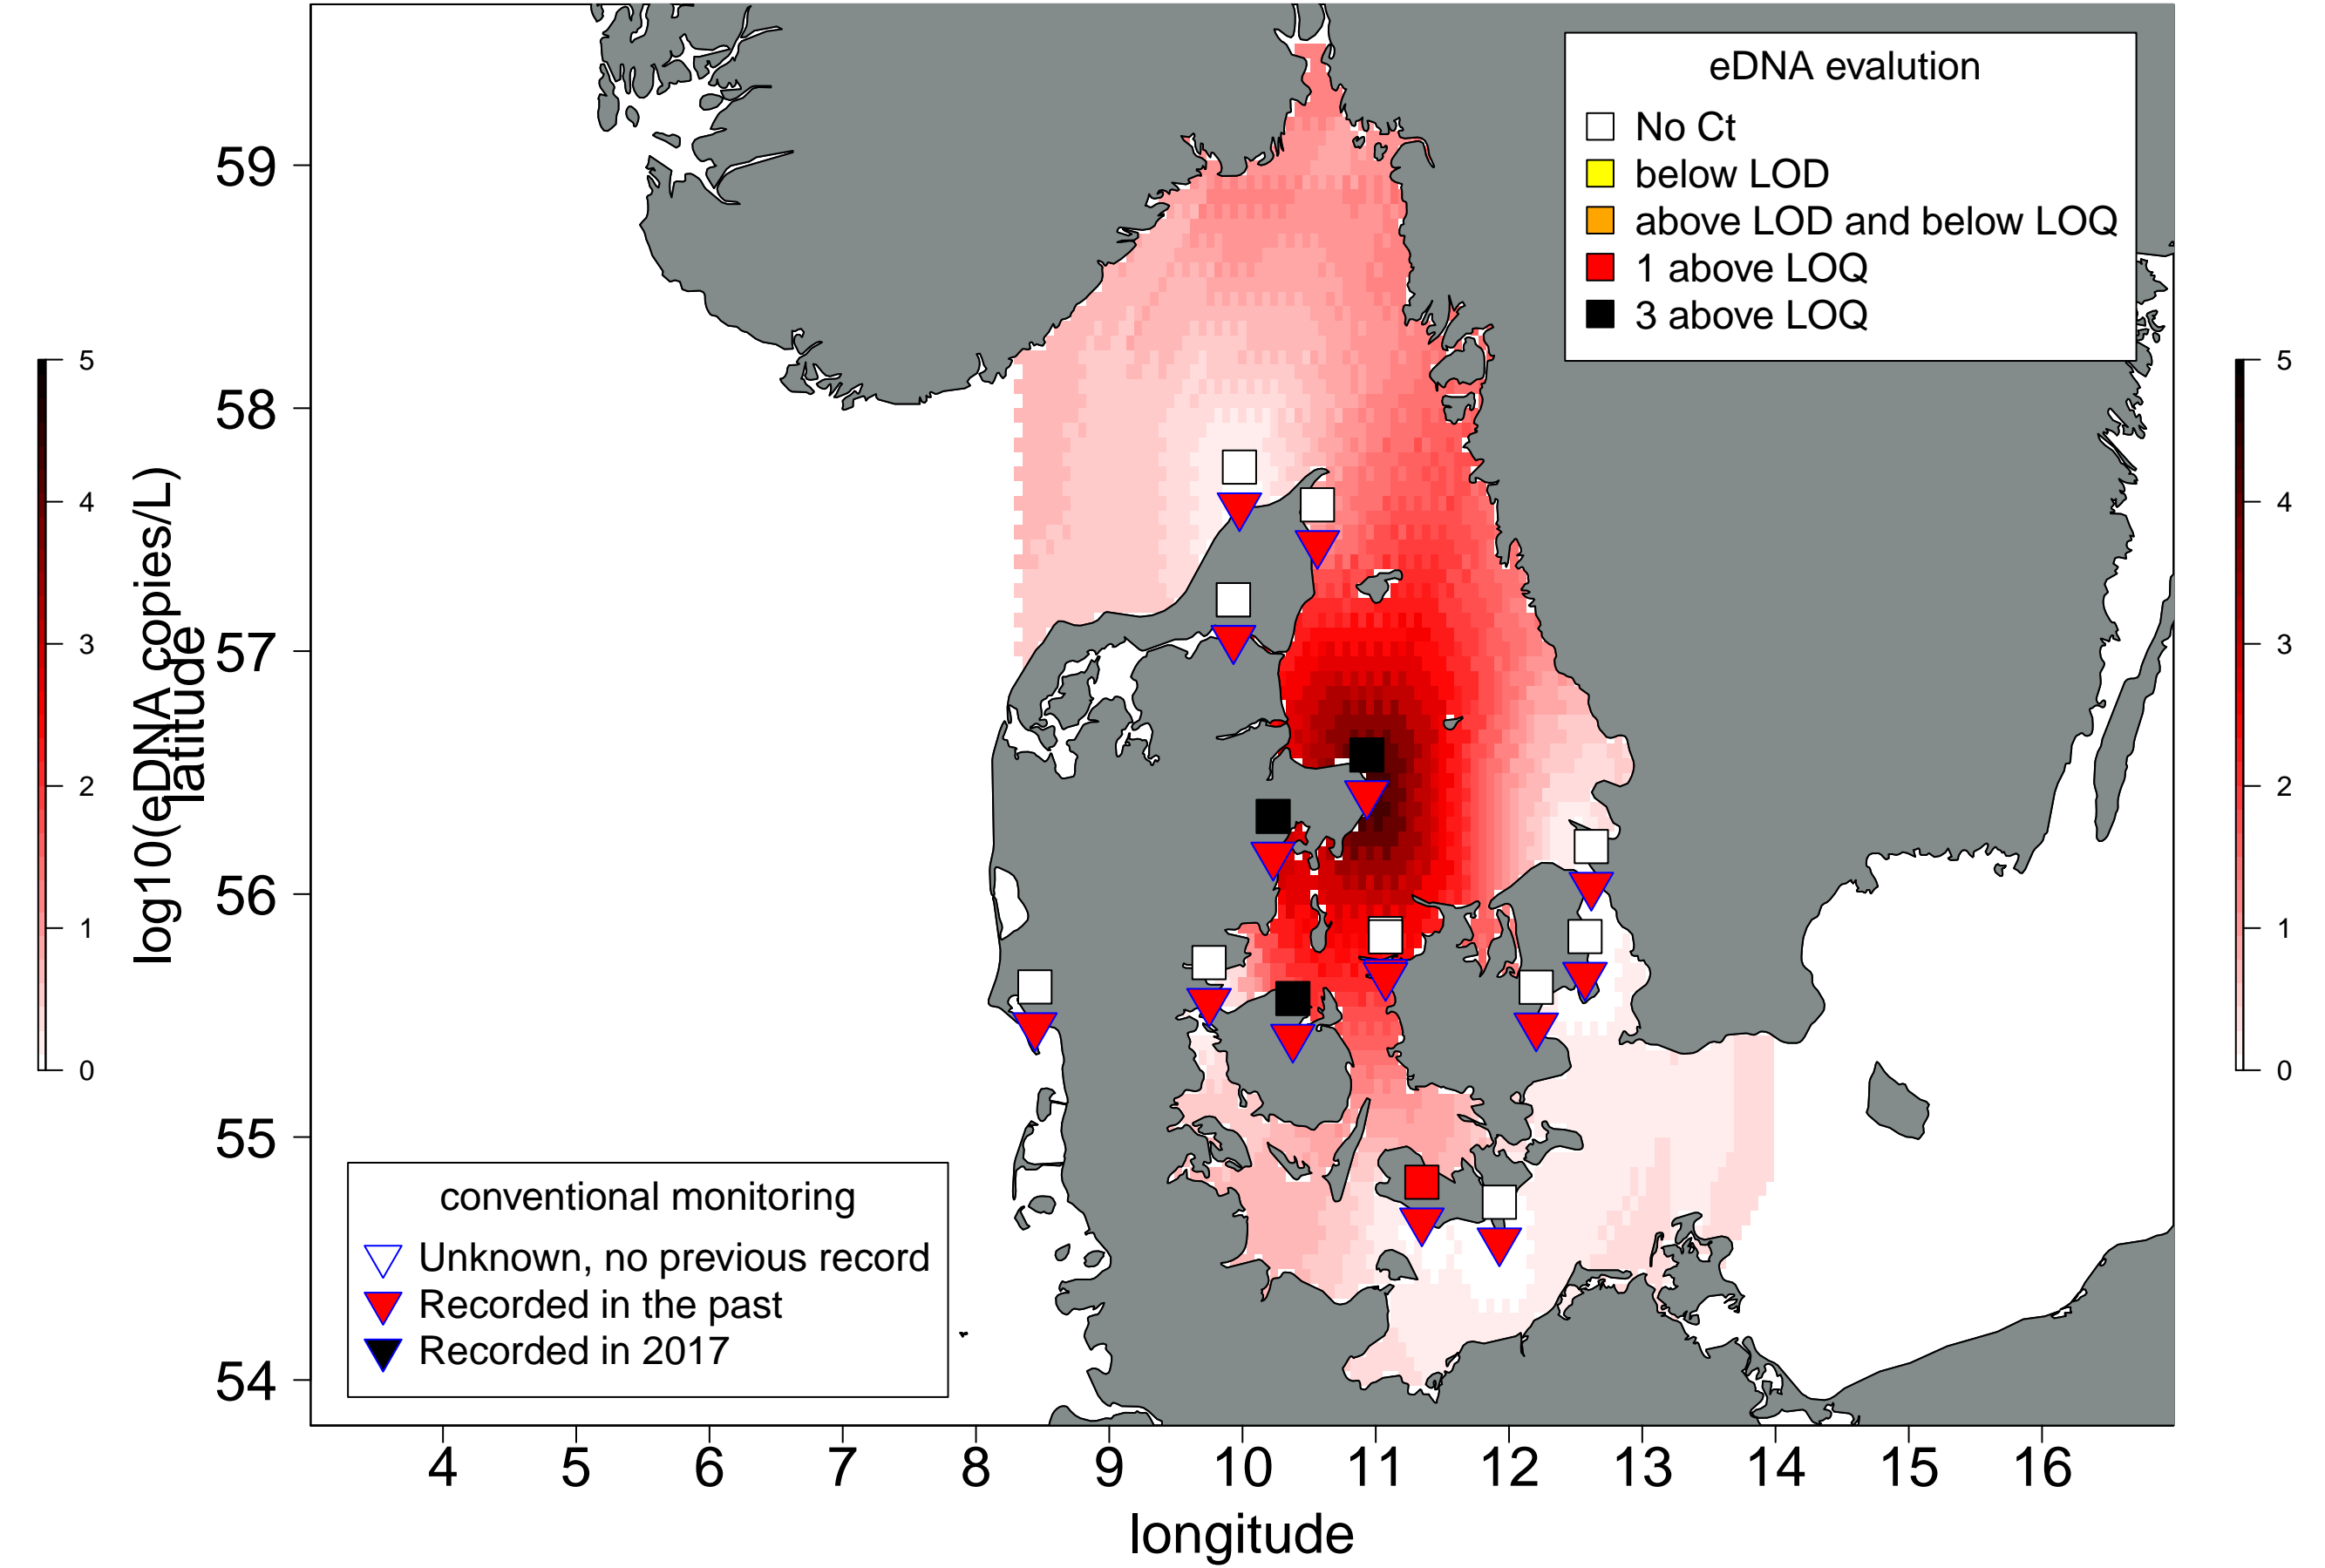 eDNA evalution
No Ct
below LOD
above LOD and below LOQ
1 above LOQ
3 above LOQ
59
58
57
56
55
54
latitude
log10(eDNA copies/L)
5
4
3
2
1
0
5
4
3
2
1
0
conventional monitoring
Unknown, no previous record
Recorded in the past
Recorded in 2017
4 5 6 7 8 9 10 11 12 13 14 15 16
longitude